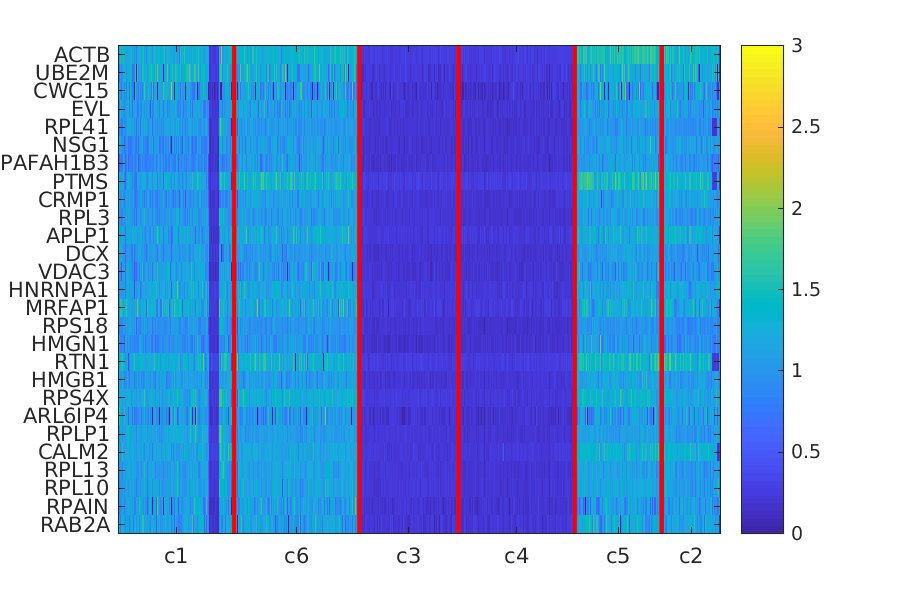 ACTB
UBE2M
CWC15
EVL
RPL41
NSG1
PAFAH1B3
PTMS
CRMP1
RPL3
APLP1
DCX
VDAC3
HNRNPA1
MRFAP1
RPS18
HMGN1
RTN1
HMGB1
RPS4X
ARL6IP4
RPLP1
CALM2
RPL13
RPL10
RPAIN
RAB2A
c1 c6 c3 c4 c5 c2
3
2.5
2
1.5
1
0.5
0